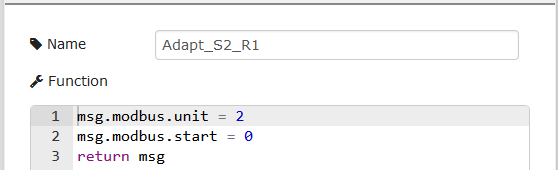 Name
Adapt_S2_R1
Function
1 msg.modbus.unit = 2
2 msg.modbus.start = 0
3 return msg